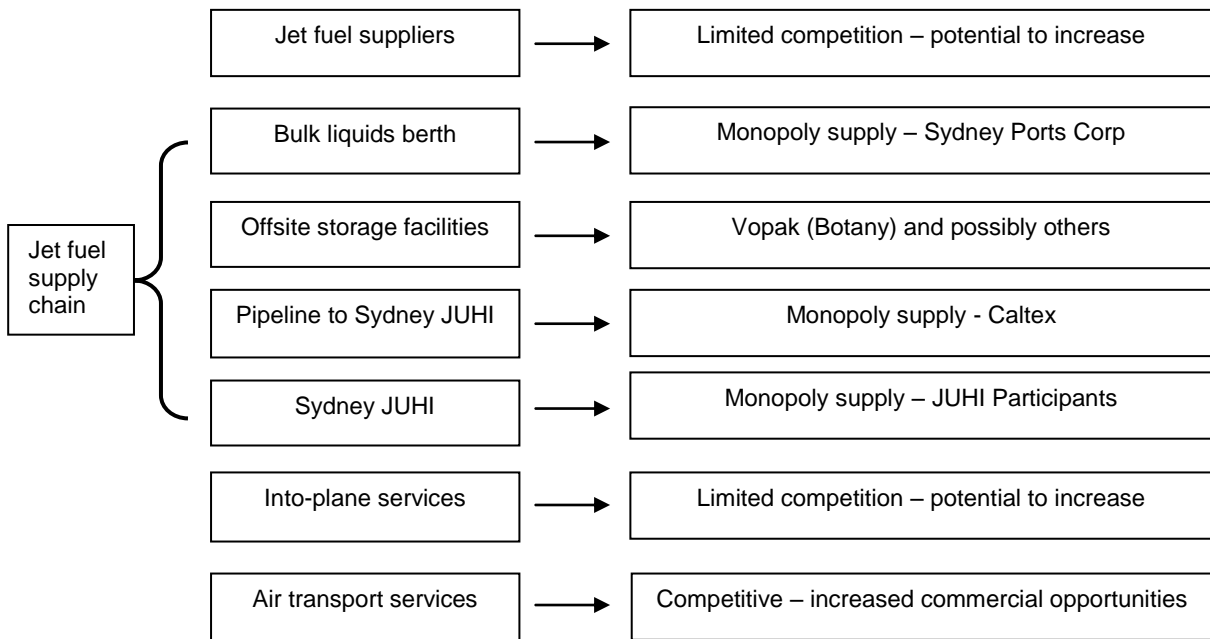 Jet fuel suppliers
Limited competition – potential to increase
Bulk liquids berth
Monopoly supply – Sydney Ports Corp
Offsite storage facilities
Vopak (Botany) and possibly others
Jet fuel
supply
chain
Pipeline to Sydney JUHI
Monopoly supply - Caltex
Sydney JUHI
Monopoly supply – JUHI Participants
Into-plane services
Limited competition – potential to increase
Air transport services
Competitive – increased commercial opportunities